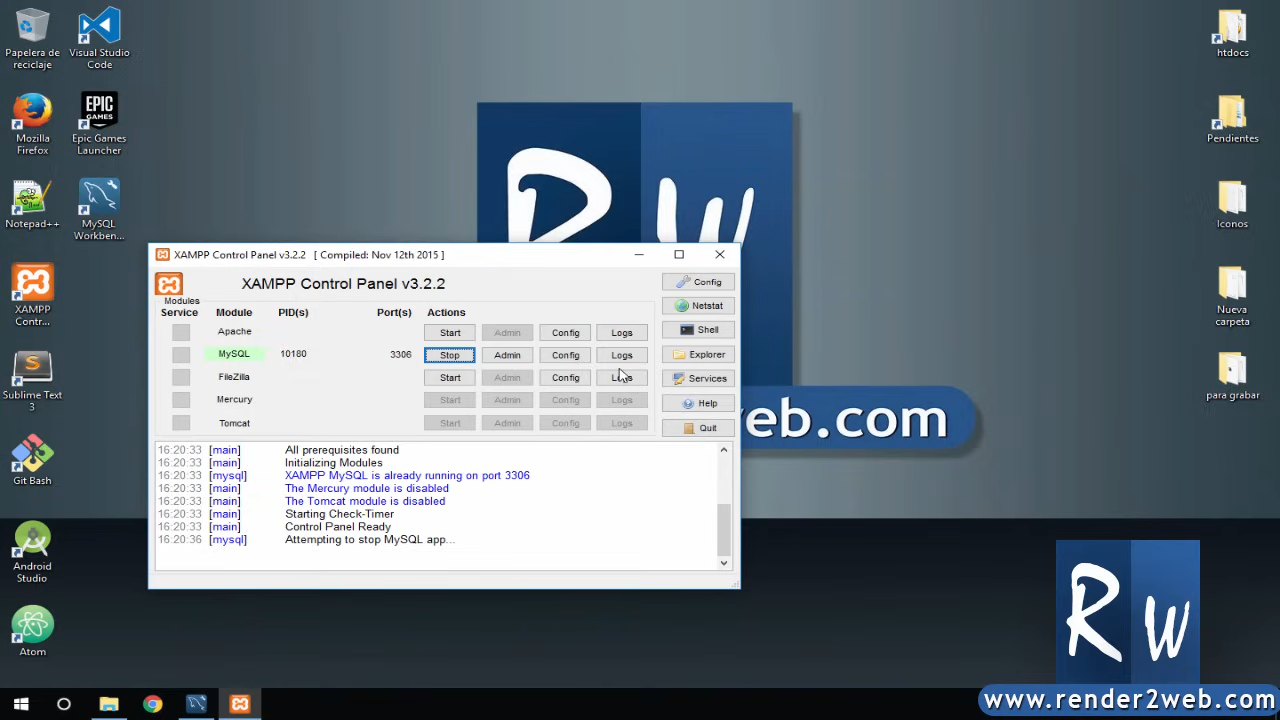 Papelera de
reciclaje
Visual Studio
Code
Mozilla
Firefox
EPIC
GAMES
Epic Games
Launcher
Notepad++
MySQL
Workben...
XAMPP
Contr...
Sublime Text
3
Git Bash
Android
Studio
Atom
htdocs
Pendientes
Iconos
Nueva
carpeta
para grabar
RW
eb.com
XAMPP Control Panel v3.2.2 [ Compiled: Nov 12th 2015 ]
XAMPP Control Panel v3.2.2
Modules
Service Module PID(s) Port(s) Actions
Apache Start Admin Config Logs
MySQL 10180 3306 Stop Admin Config Logs
FileZilla Start Admin Config Logs
Mercury Start Admin Config Logs
Tomcat Start Admin Config Logs
Config
Netstat
Shell
Explorer
Services
Help
Quit
16:20:33 [main] All prerequisites found
16:20:33 [main] Initializing Modules
16:20:33 [mysql] XAMPP MySQL is already running on port 3306
16:20:33 [main] The Mercury module is disabled
16:20:33 [main] The Tomcat module is disabled
16:20:33 [main] Starting Check-Timer
16:20:33 [main] Control Panel Ready
16:20:36 [mysql] Attempting to stop MySQL app...
RW
www.render2web.com